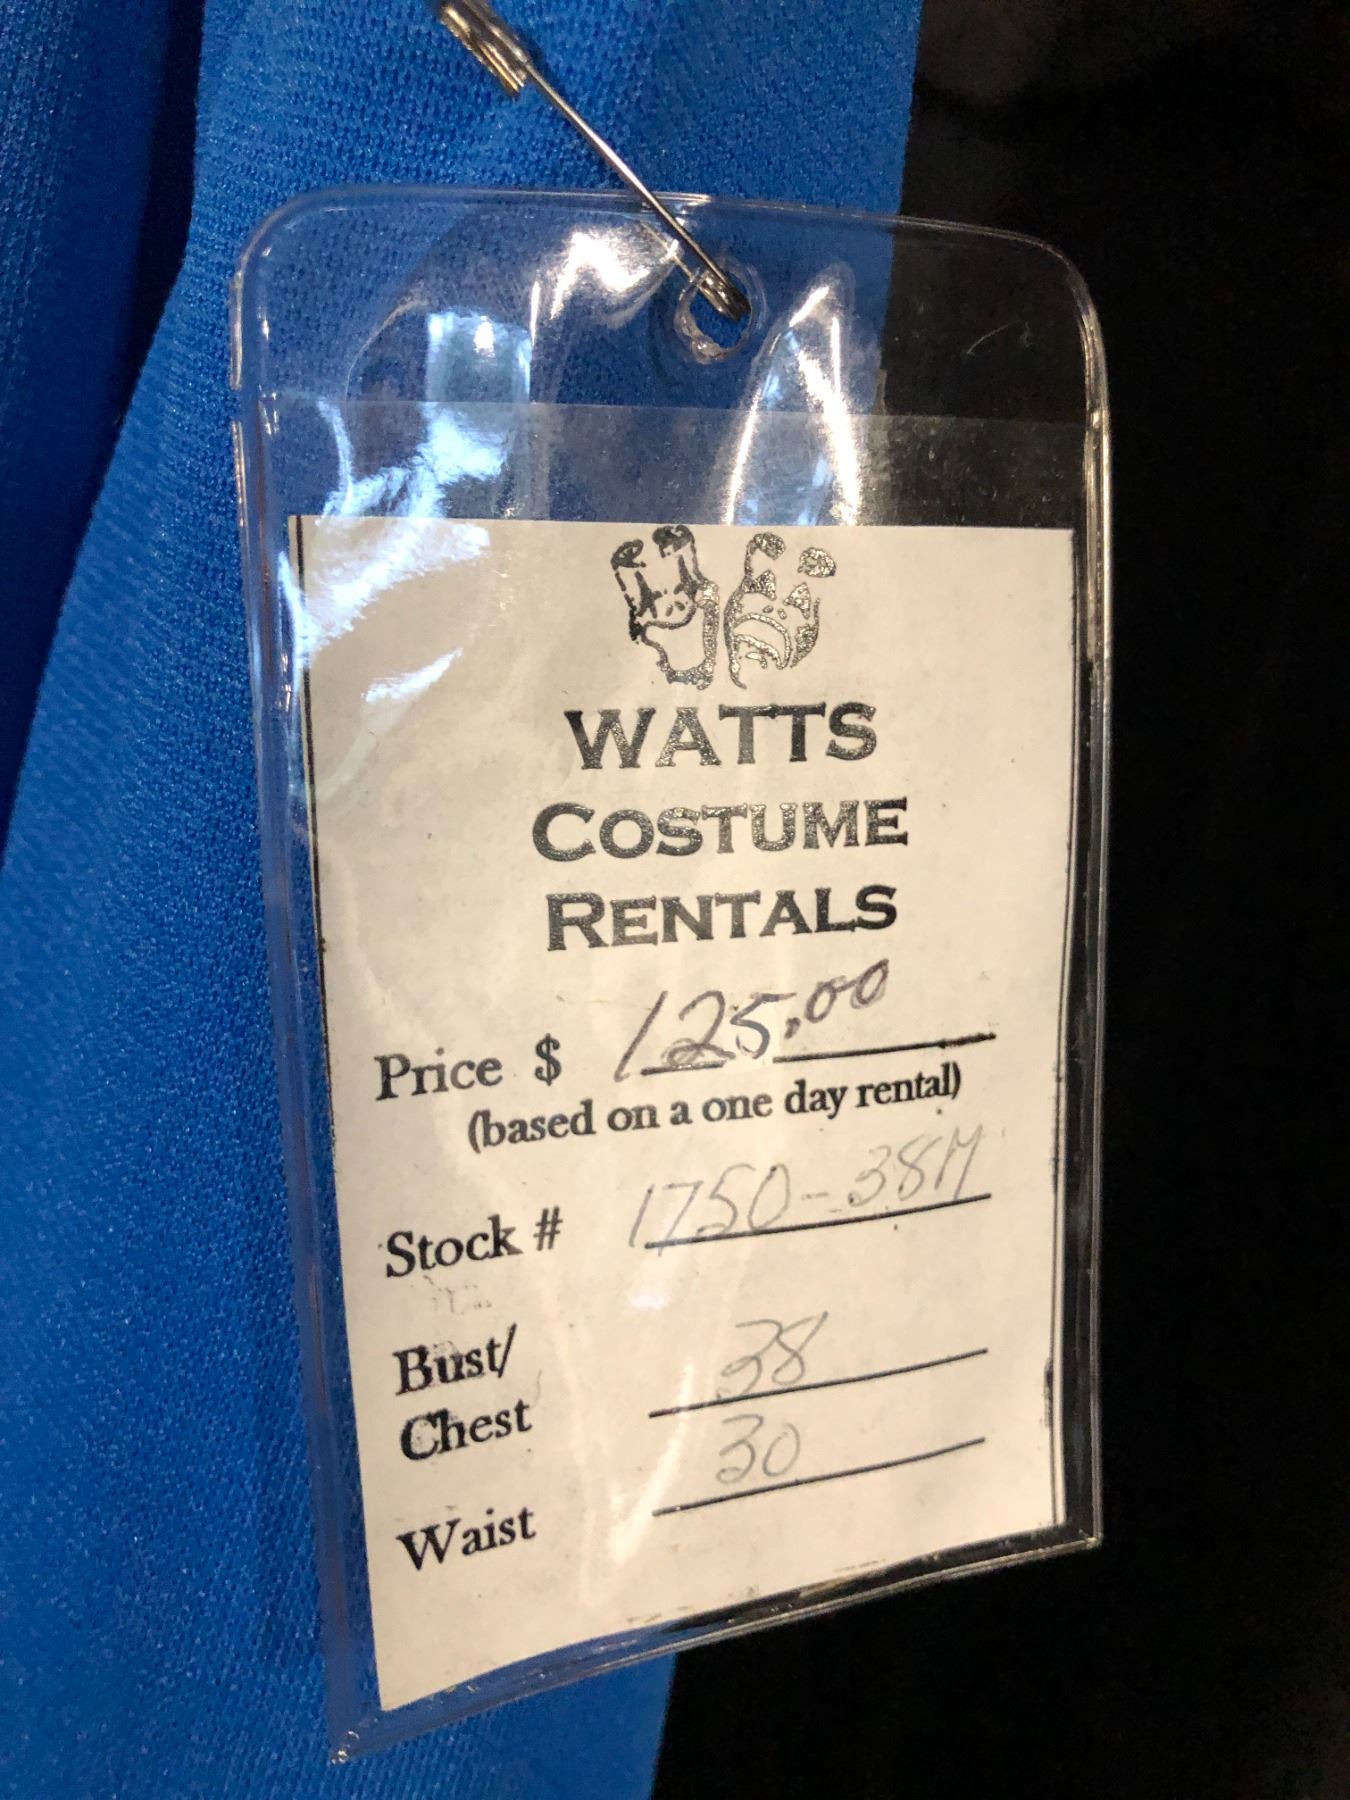 WATTS
COSTUME
RENTALS
Price $ 125.00
(based on a one day rental)
Stock # 1750-38M
Bust/
Chest 38
Waist 30